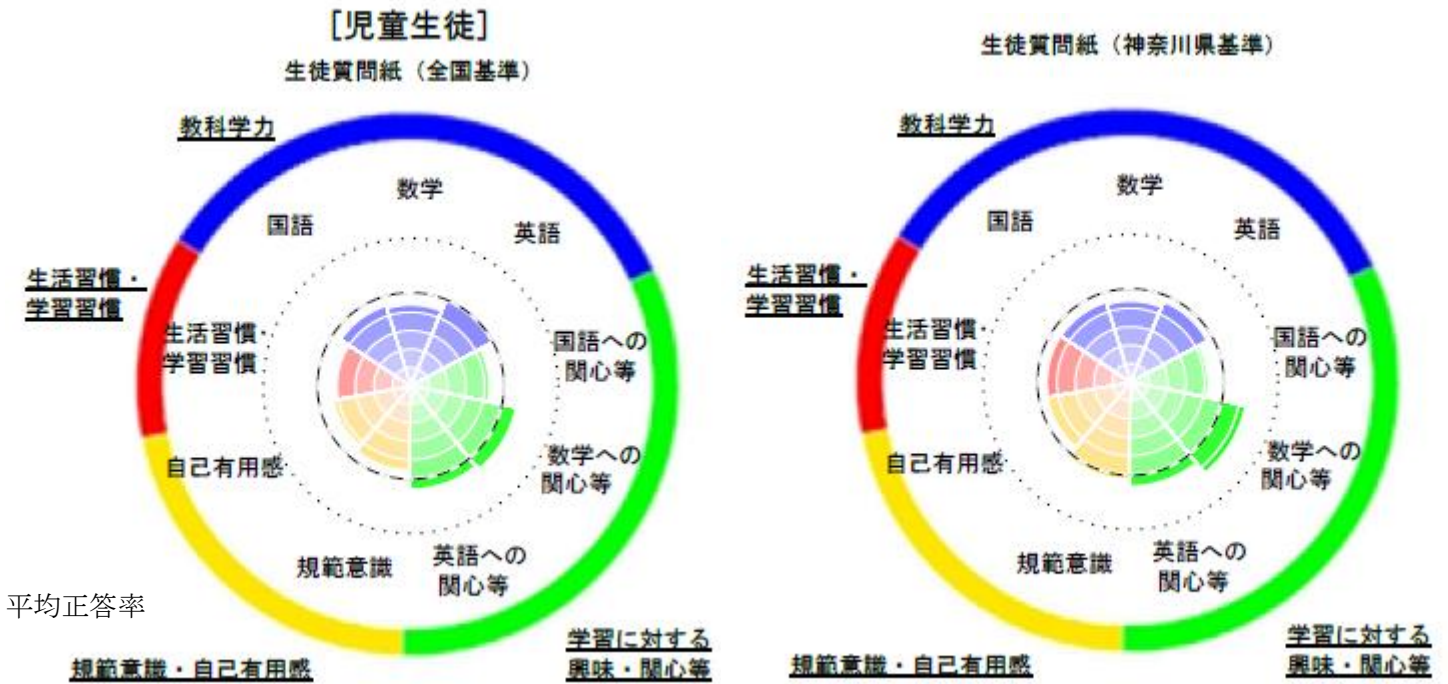 [児童生徒]
生徒質問紙（全国基準）
教科学力
数学
国語
英語
生活習慣・
学習習慣
生活習慣・
学習習慣
国語への
関心等
自己有用感
数学への
関心等
規範意識
英語への
関心等
平均正答率
規範意識・自己有用感
学習に対する
興味・関心等
生徒質問紙（神奈川県基準）
教科学力
数学
国語
英語
生活習慣・
学習習慣
生活習慣・
学習習慣
国語への
関心等
自己有用感
数学への
関心等
規範意識
英語への
関心等
規範意識・自己有用感
学習に対する
興味・関心等